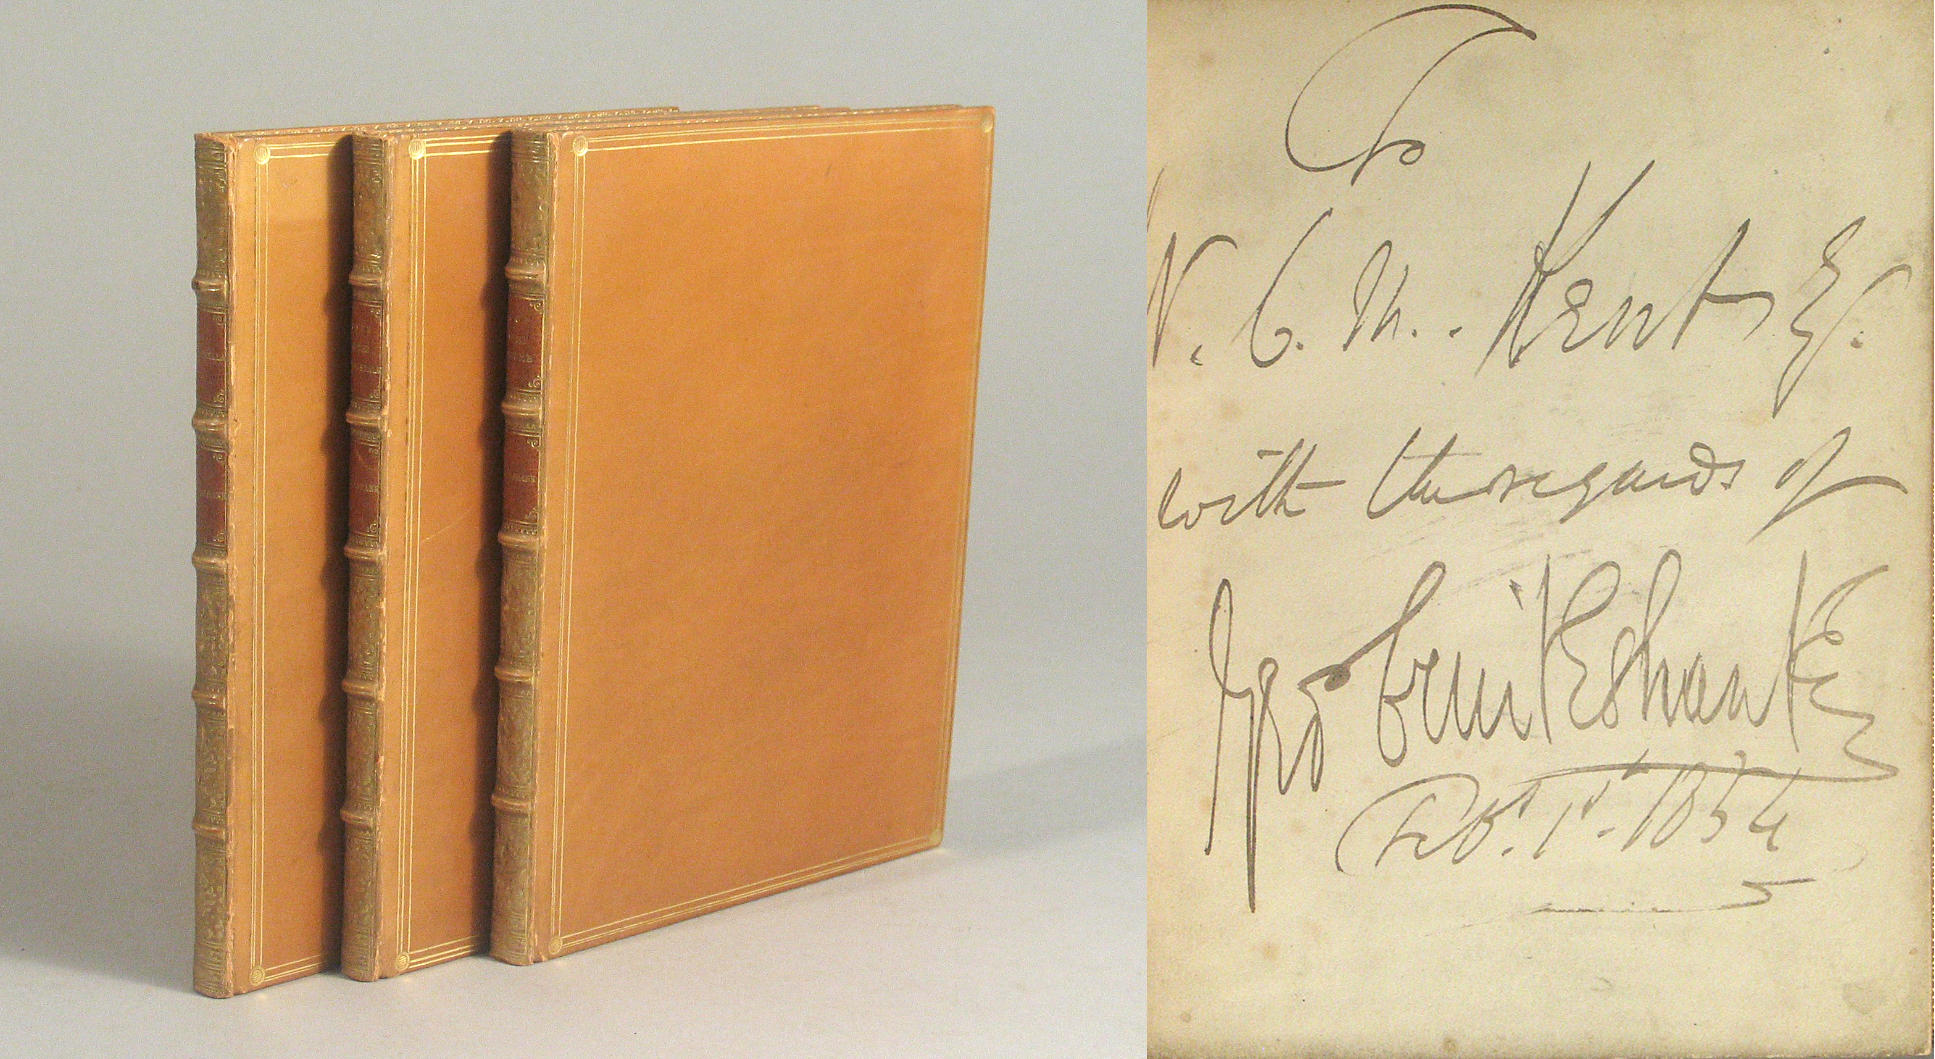 To
W. C. M. Kent Esq.
with the regards of
Geo Cruikshank
Feb. 1st. 1854